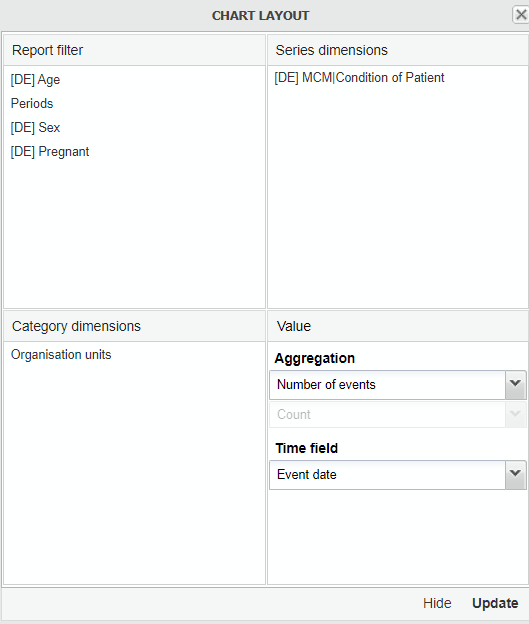 CHART LAYOUT
Report filter
Series dimensions
[DE] Age
Periods
[DE] Sex
[DE] Pregnant
[DE] MCM|Condition of Patient
Category dimensions
Value
Organisation units
Aggregation
Number of events
Count
Time field
Event date
Hide
Update